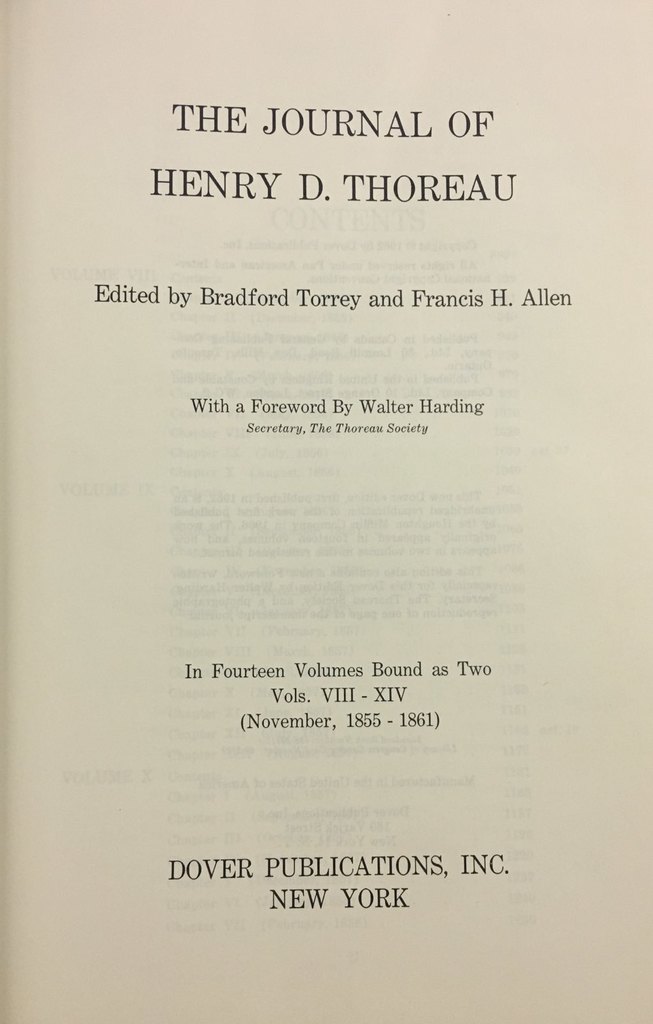 THE JOURNAL OF
HENRY D. THOREAU
Edited by Bradford Torrey and Francis H. Allen
With a Foreword By Walter Harding
Secretary, The Thoreau Society
In Fourteen Volumes Bound as Two
Vols. VIII - XIV
(November, 1855 - 1861)
DOVER PUBLICATIONS, INC.
NEW YORK